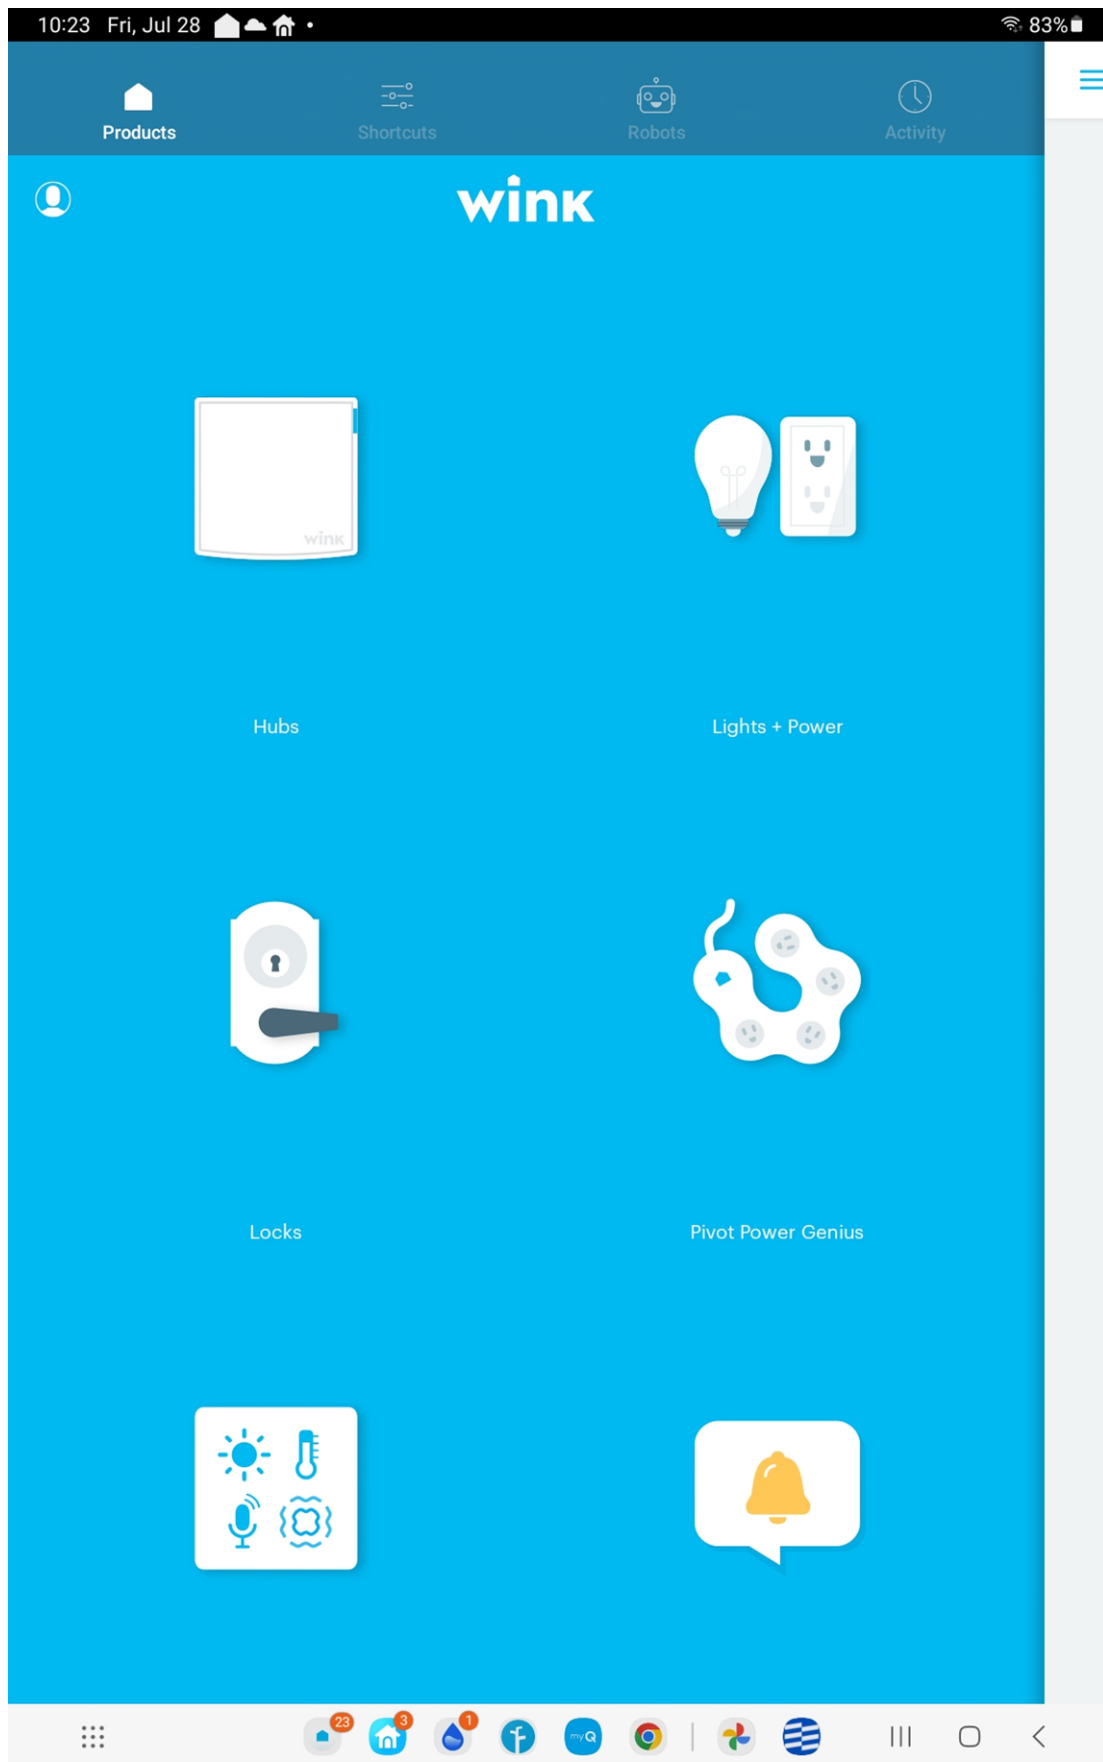 10:23 Fri, Jul 28
83%
Products Shortcuts Robots Activity
wink
wink
Hubs Lights + Power
Locks Pivot Power Genius
23 3 1 myQ